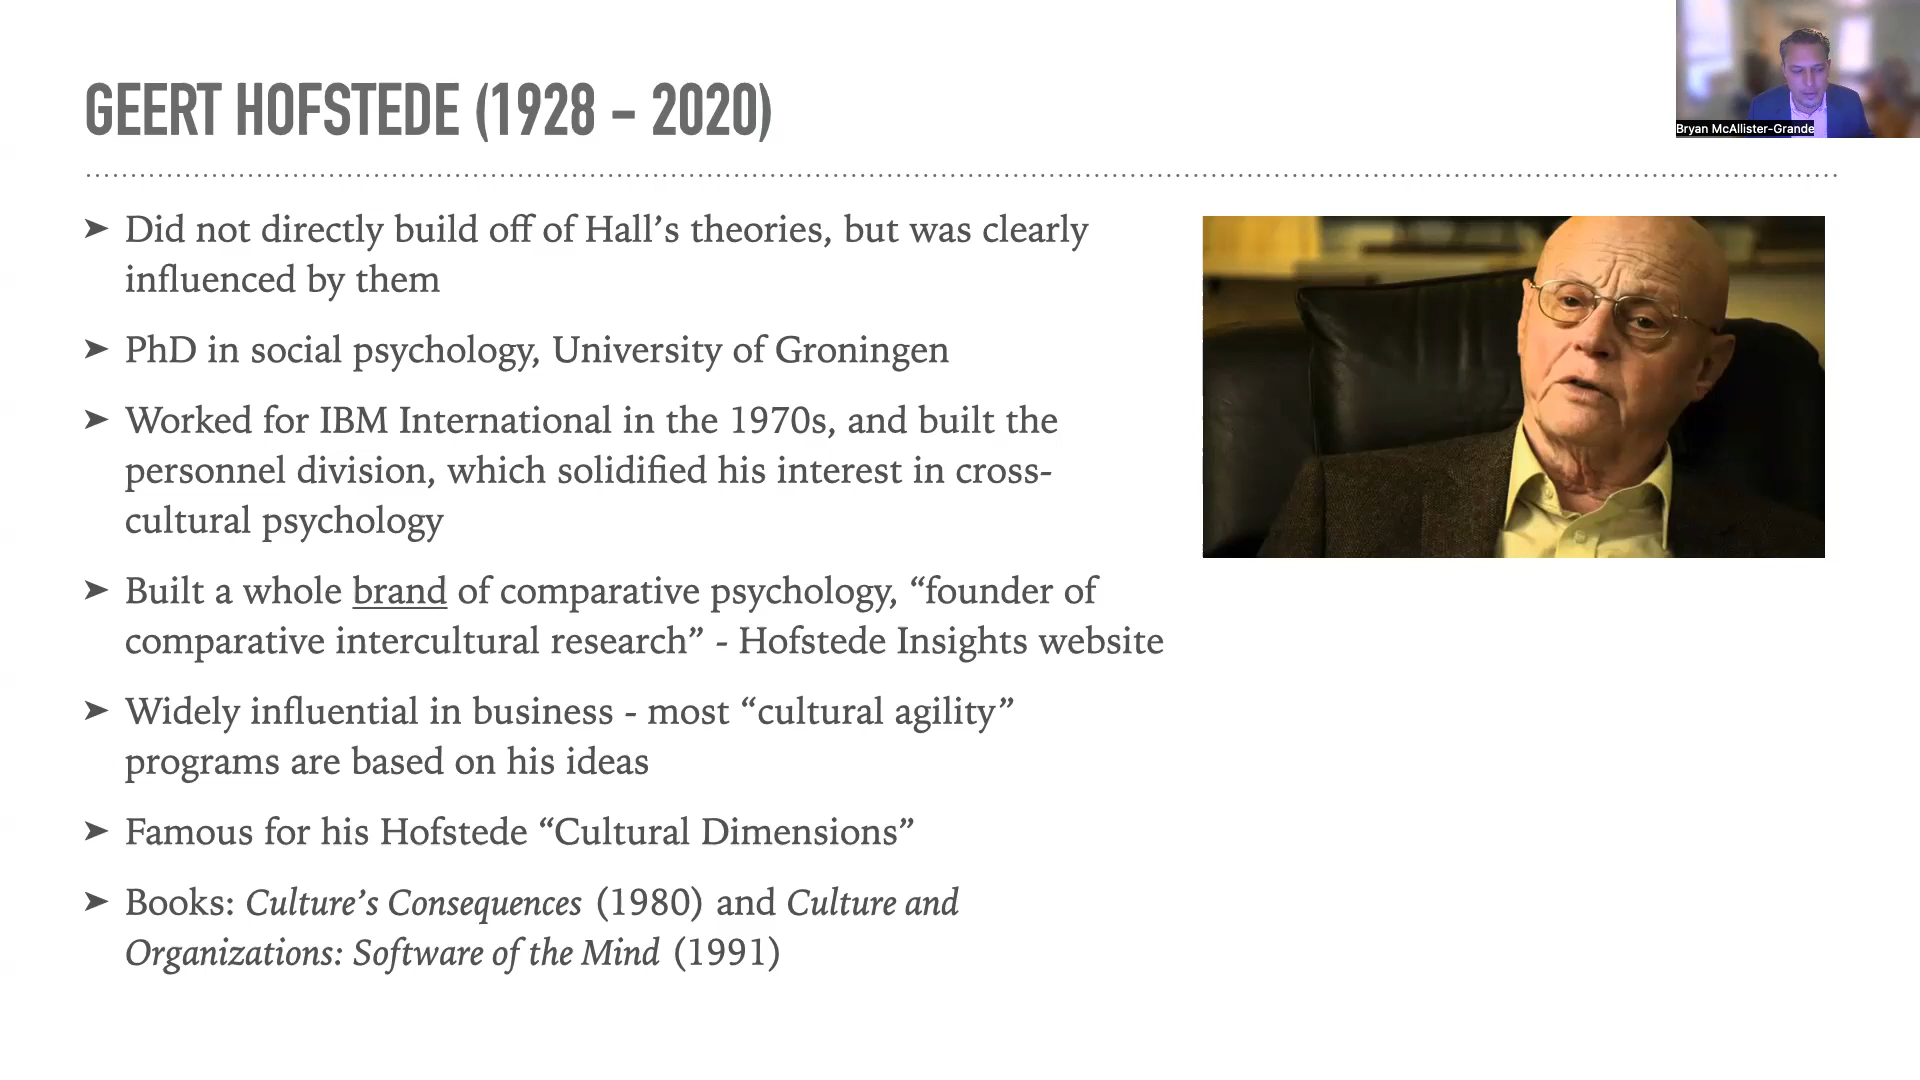 GEERT HOFSTEDE (1928 – 2020)
Bryan McAllister-Grande
➤ Did not directly build off of Hall’s theories, but was clearly
influenced by them
➤ PhD in social psychology, University of Groningen
➤ Worked for IBM International in the 1970s, and built the
personnel division, which solidified his interest in cross-
cultural psychology
➤ Built a whole brand of comparative psychology, “founder of
comparative intercultural research” - Hofstede Insights website
➤ Widely influential in business - most “cultural agility”
programs are based on his ideas
➤ Famous for his Hofstede “Cultural Dimensions”
➤ Books: Culture’s Consequences (1980) and Culture and
Organizations: Software of the Mind (1991)